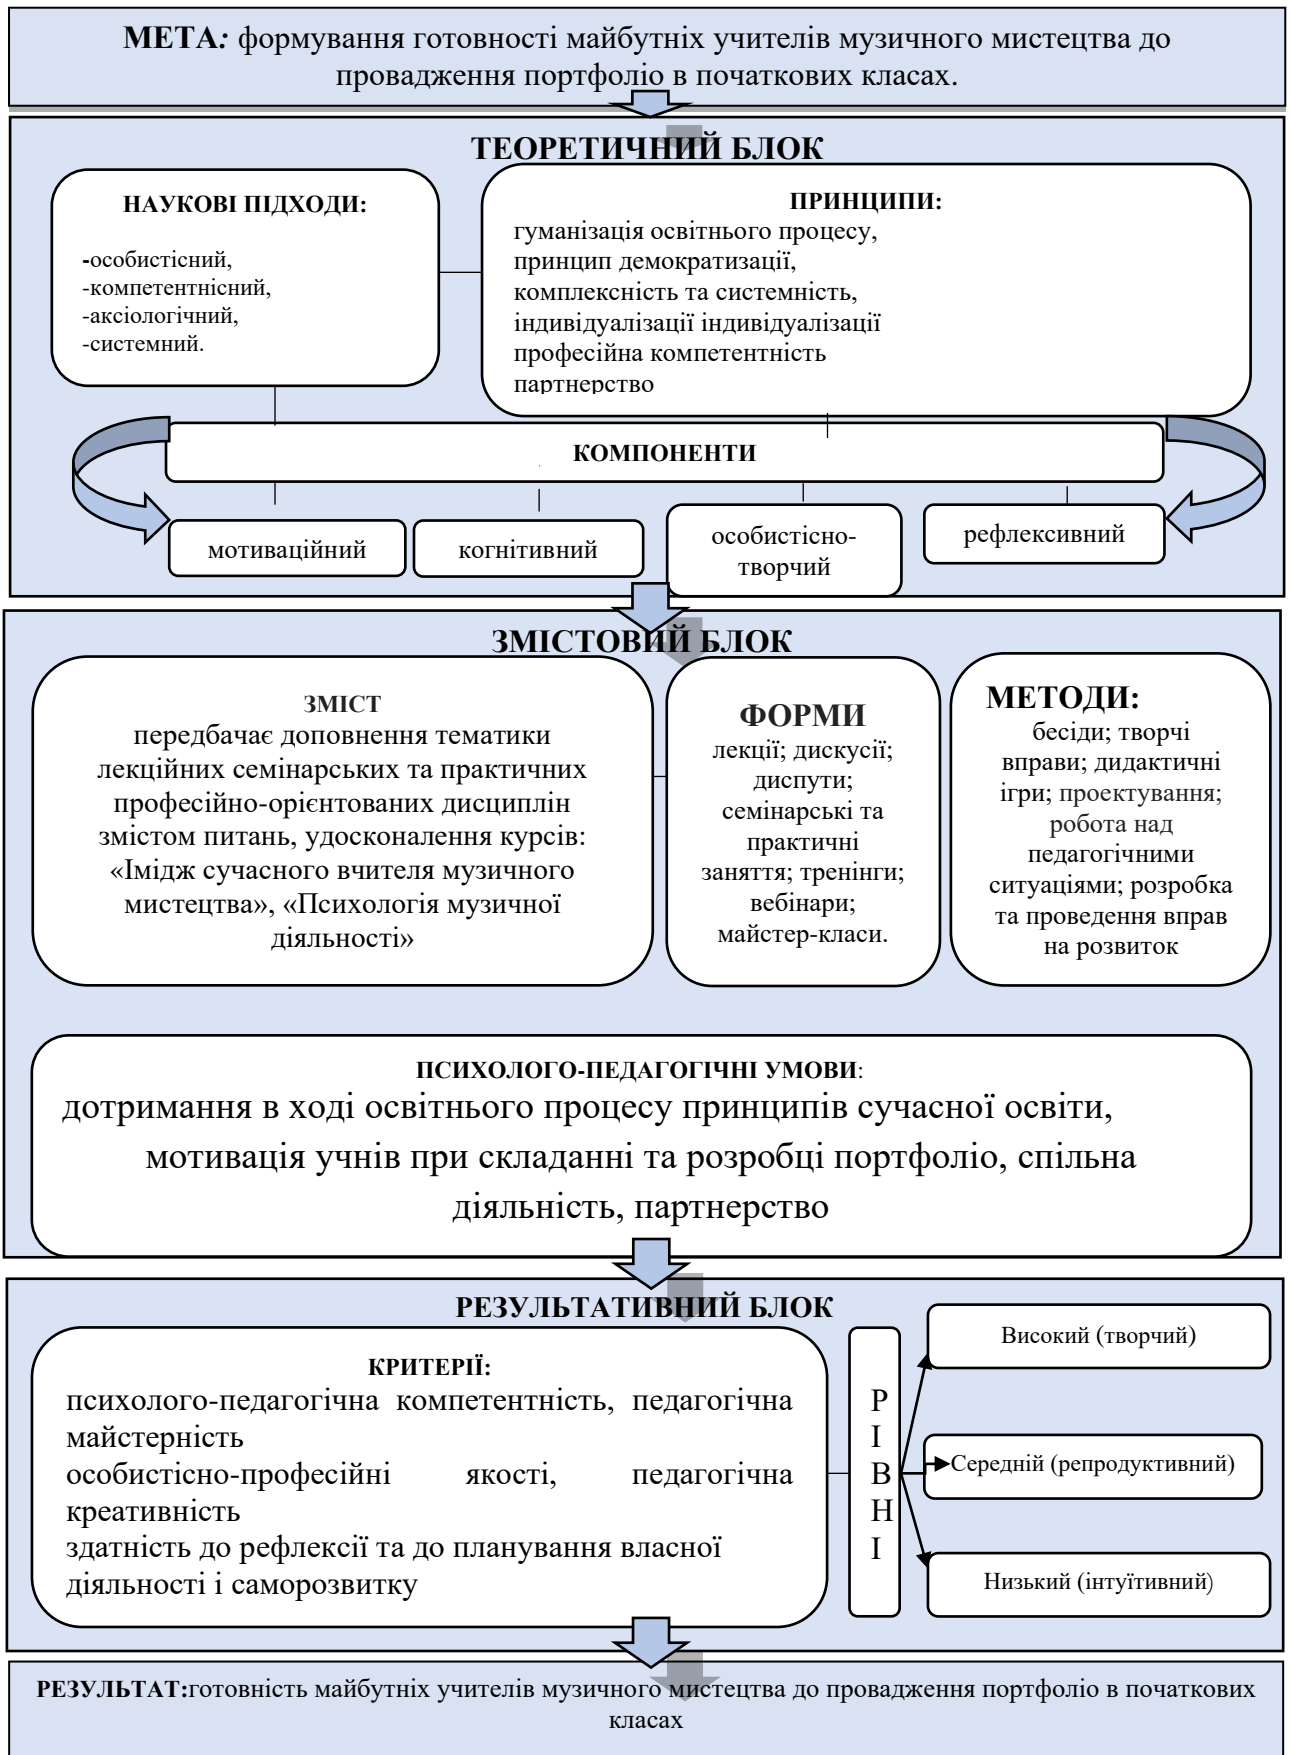 МЕТА: формування готовності майбутніх учителів музичного мистецтва до
провадження портфоліо в початкових класах.
ТЕОРЕТИЧНИЙ БЛОК
НАУКОВІ ПІДХОДИ:
-особистісний,
-компетентнісний,
-аксіологічний,
-системний.
ПРИНЦИПИ:
гуманізація освітнього процесу,
принцип демократизації,
комплексність та системність,
індивідуалізації індивідуалізації
професійна компетентність
партнерство
КОМПОНЕНТИ
мотиваційний
когнітивний
особистісно-
творчий
рефлексивний
ЗМІСТОВИЙ БЛОК
ЗМІСТ
передбачає доповнення тематики
лекційних семінарських та практичних
професійно-орієнтованих дисциплін
змістом питань, удосконалення курсів:
«Імідж сучасного вчителя музичного
мистецтва», «Психологія музичної
діяльності»
ФОРМИ
лекції; дискусії;
диспути;
семінарські та
практичні
заняття; тренінги;
вебінари;
майстер-класи.
МЕТОДИ:
бесіди; творчі
вправи; дидактичні
ігри; проектування;
робота над
педагогічними
ситуаціями; розробка
та проведення вправ
на розвиток
ПСИХОЛОГО-ПЕДАГОГІЧНІ УМОВИ:
дотримання в ході освітнього процесу принципів сучасної освіти,
мотивація учнів при складанні та розробці портфоліо, спільна
діяльність, партнерство
РЕЗУЛЬТАТИВНИЙ БЛОК
КРИТЕРІЇ:
психолого-педагогічна компетентність, педагогічна
майстерність
особистісно-професійні якості, педагогічна
креативність
здатність до рефлексії та до планування власної
діяльності і саморозвитку
Р
І
В
Н
І
Високий (творчий)
Середній (репродуктивний)
Низький (інтуїтивний)
РЕЗУЛЬТАТ:готовність майбутніх учителів музичного мистецтва до провадження портфоліо в початкових
класах